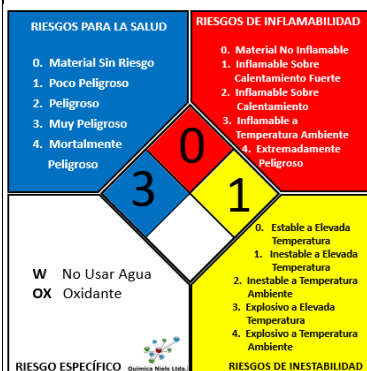 RIESGOS PARA LA SALUD
0. Material Sin Riesgo
1. Poco Peligroso
2. Peligroso
3. Muy Peligroso
4. Mortalmente
Peligroso
RIESGOS DE INFLAMABILIDAD
0. Material No Inflamable
1. Inflamable Sobre
Calentamiento Fuerte
2. Inflamable Sobre
Calentamiento
3. Inflamable a
Temperatura Ambiente
4. Extremadamente
Peligroso
0
3
1
W No Usar Agua
OX Oxidante
RIESGO ESPECÍFICO
Quimica Niels Ltda.
0. Estable a Elevada
Temperatura
1. Inestable a Elevada
Temperatura
2. Inestable a Temperatura
Ambiente
3. Explosivo a Elevada
Temperatura
4. Explosivo a Temperatura
Ambiente
RIESGOS DE INESTABILIDAD